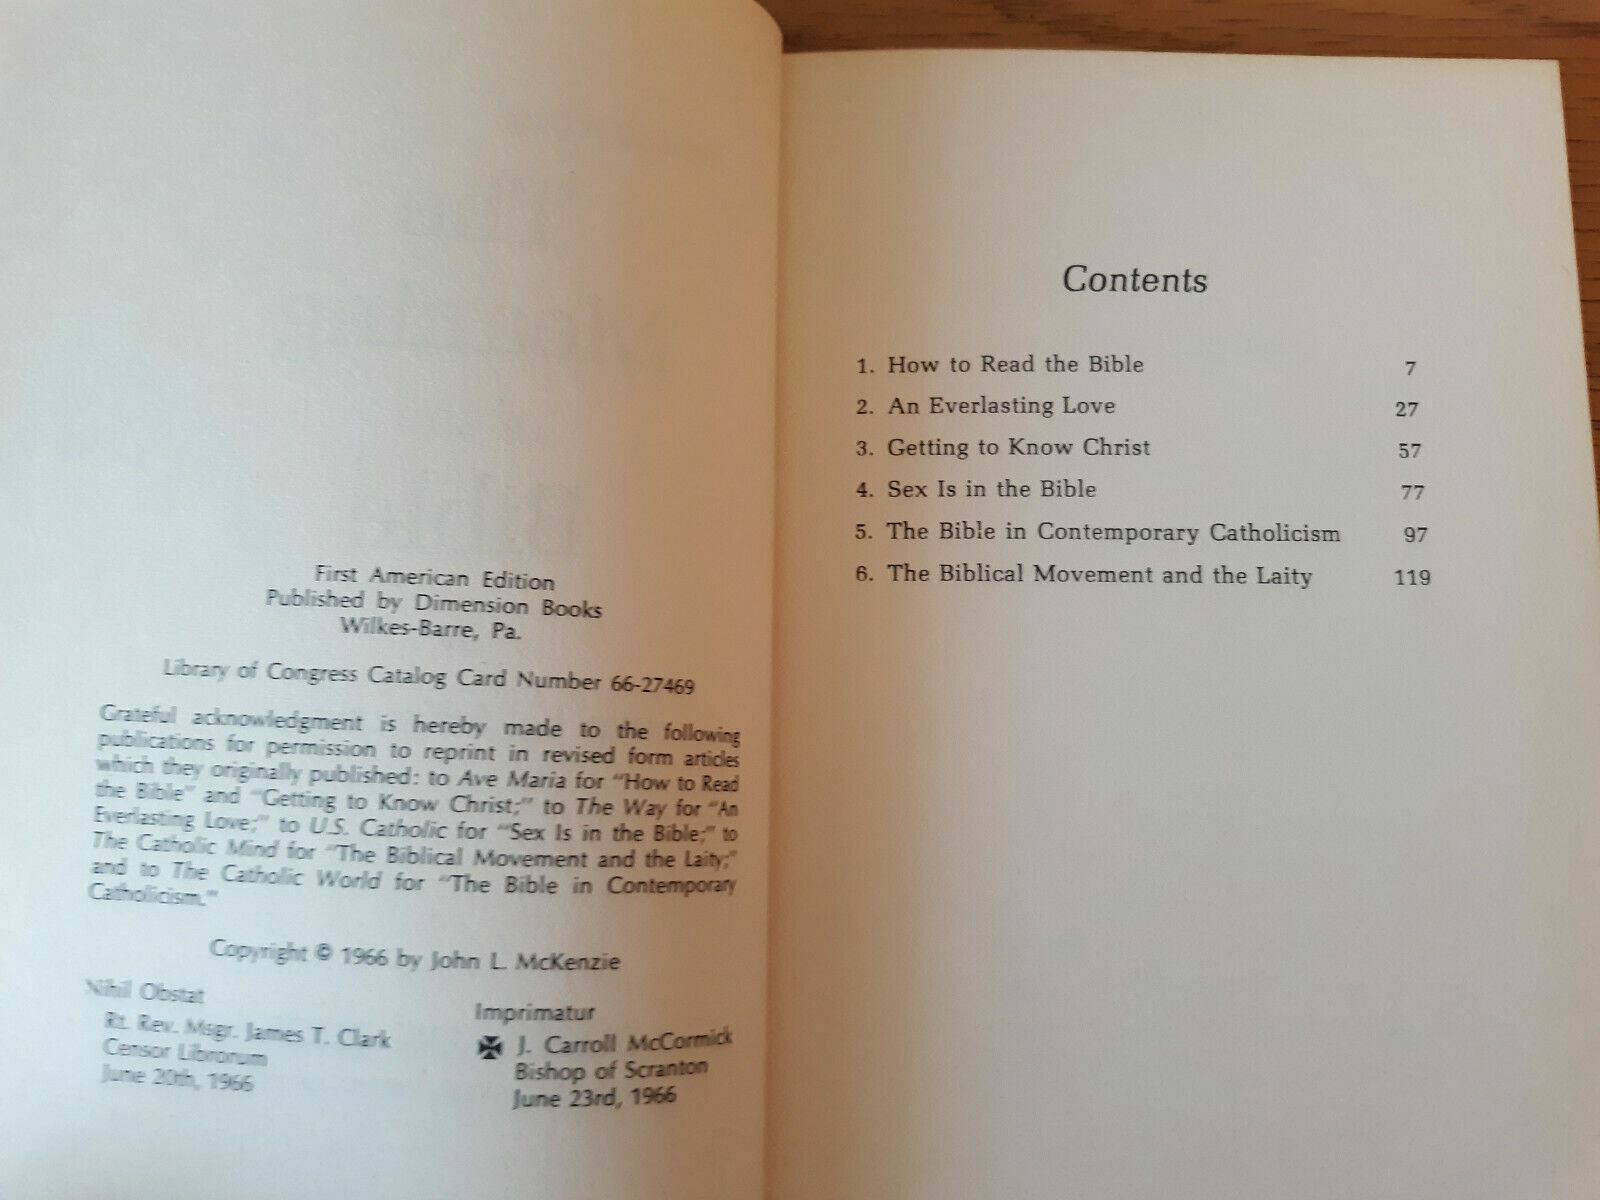 First American Edition
Published by Dimension Books
Wilkes-Barre, Pa.
Library of Congress Catalog Card Number 66-27469
Grateful acknowledgment is hereby made to the following
publications for permission to reprint in revised form articles
which they originally published: to Ave Maria for "How to Read
the Bible" and "Getting to Know Christ;" to The Way for "An
Everlasting Love;" to U.S. Catholic for "Sex Is in the Bible;" to
The Catholic Mind for "The Biblical Movement and the Laity;"
and to The Catholic World for "The Bible in Contemporary
Catholicism."
Copyright © 1966 by John L. McKenzie
Nihil Obstat
Rt. Rev. Msgr. James T. Clark
Censor Librorum
June 20th, 1966
Imprimatur
✠ J. Carroll McCormick
Bishop of Scranton
June 23rd, 1966
Contents
1. How to Read the Bible 7
2. An Everlasting Love 27
3. Getting to Know Christ 57
4. Sex Is in the Bible 77
5. The Bible in Contemporary Catholicism 97
6. The Biblical Movement and the Laity 119